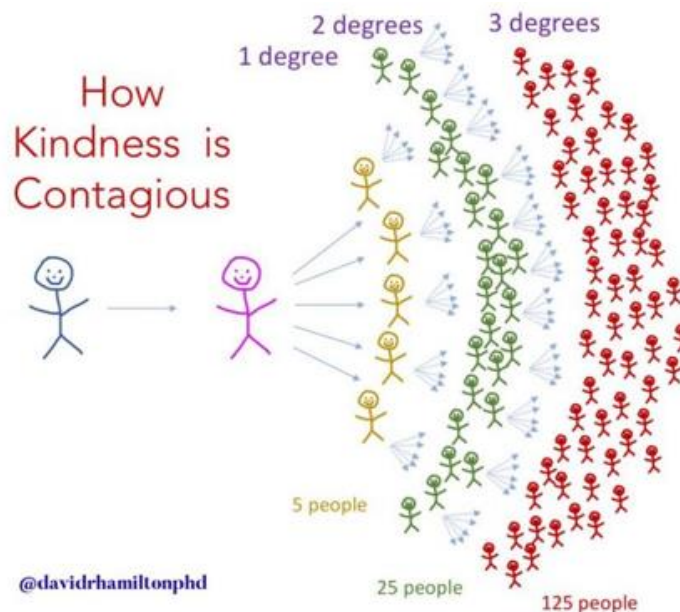 1 degree
2 degrees
3 degrees
How
Kindness is
Contagious
5 people
25 people
125 people
@davidrhamiltonphd